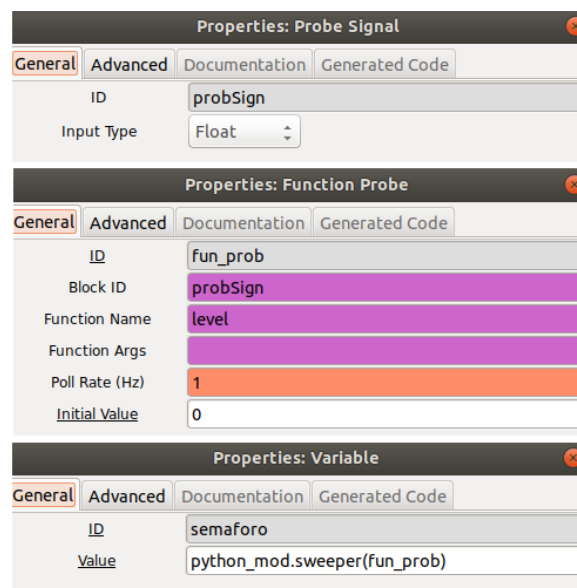 Properties: Probe Signal
General Advanced Documentation Generated Code
ID probSign
Input Type Float
Properties: Function Probe
General Advanced Documentation Generated Code
ID fun_prob
Block ID probSign
Function Name level
Function Args
Poll Rate (Hz) 1
Initial Value 0
Properties: Variable
General Advanced Documentation Generated Code
ID semaforo
Value python_mod.sweeper(fun_prob)